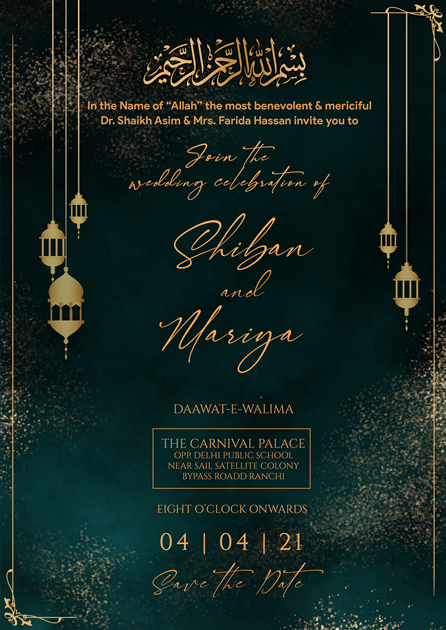 بسم الله الرحمن الرحيم
In the Name of “Allah” the most benevolent & mericiful
Dr. Shaikh Asim & Mrs. Farida Hassan invite you to
Join the
wedding celebration of
Shiban
and
Mariya
DAAWAT-E-WALIMA
THE CARNIVAL PALACE
OPP. DELHI PUBLIC SCHOOL
NEAR SAIL SATELLITE COLONY
BYPASS ROADD RANCHI
EIGHT O'CLOCK ONWARDS
04 | 04 | 21
Save the Date